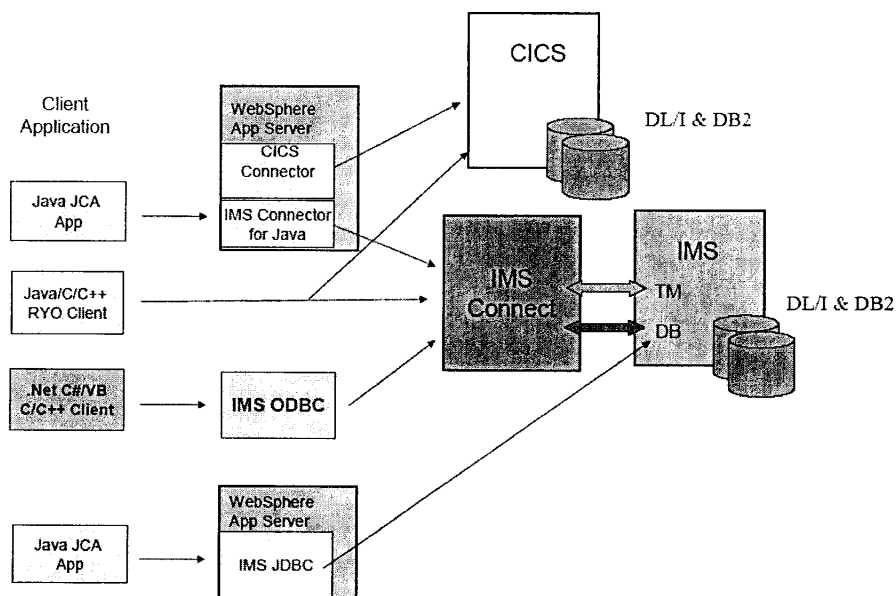 CICS
DL/I & DB2
Client
Application
WebSphere
App Server
CICS
Connector
IMS Connector
for Java
Java JCA
App
Java/C/C++
RYO Client
IMS
Connect
IMS
TM
DB
DL/I & DB2
.Net C#/VB
C/C++ Client
IMS ODBC
WebSphere
App Server
IMS JDBC
Java JCA
App